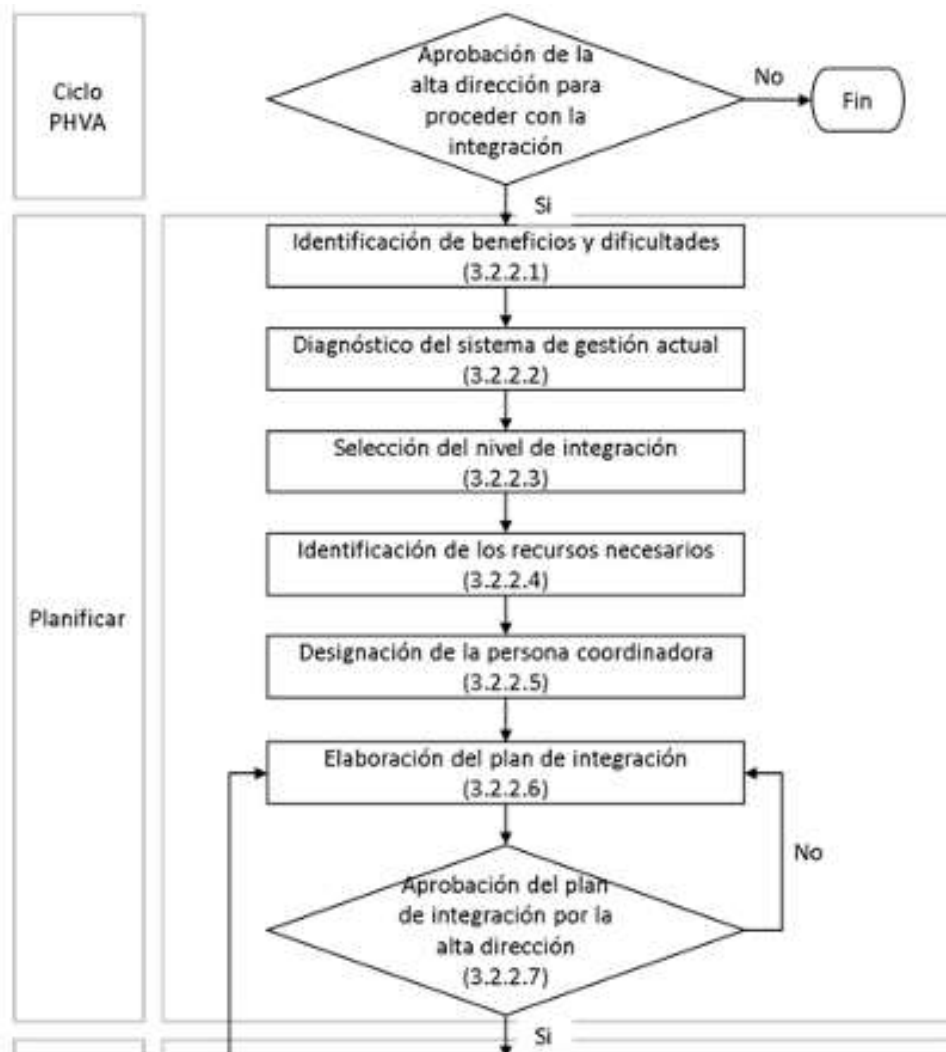 Ciclo
PHVA
Aprobación de la
alta dirección para
proceder con la
integración
No
Fin
Si
Planificar
Identificación de beneficios y dificultades
(3.2.2.1)
Diagnóstico del sistema de gestión actual
(3.2.2.2)
Selección del nivel de integración
(3.2.2.3)
Identificación de los recursos necesarios
(3.2.2.4)
Designación de la persona coordinadora
(3.2.2.5)
Elaboración del plan de integración
(3.2.2.6)
No
Aprobación del plan
de integración por la
alta dirección
(3.2.2.7)
Si